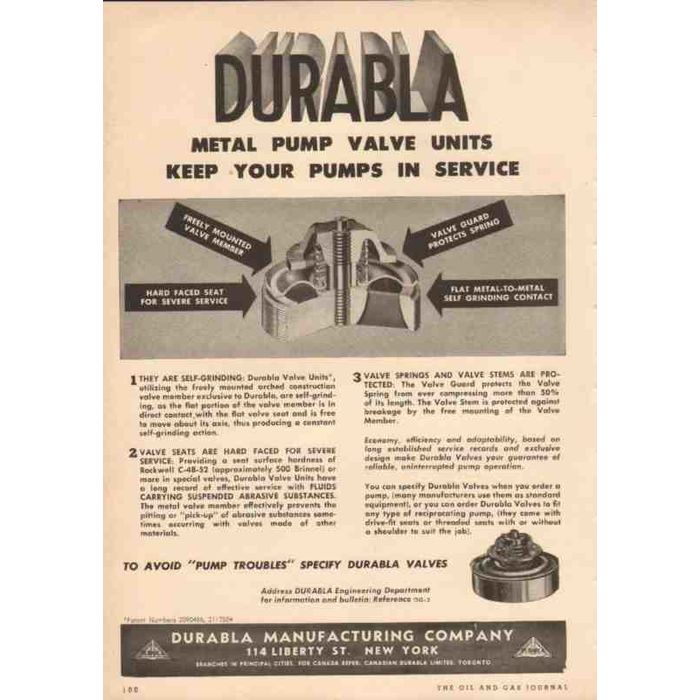 DURABLA
METAL PUMP VALVE UNITS
KEEP YOUR PUMPS IN SERVICE
FREELY MOUNTED
VALVE MEMBER
VALVE GUARD
PROTECTS SPRING
HARD FACED SEAT
FOR SEVERE SERVICE
FLAT METAL-TO-METAL
SELF GRINDING CONTACT
1 THEY ARE SELF-GRINDING: Durabla Valve Units*,
utilizing the freely mounted arched construction
valve member exclusive to Durabla, are self-grind-
ing, as the flat portion of the valve member is in
direct contact with the flat valve seat and is free
to move about its axis, thus producing a constant
self-grinding action.
2 VALVE SEATS ARE HARD FACED FOR SEVERE
SERVICE: Providing a seat surface hardness of
Rockwell C-48-52 (approximately 500 Brinnel) or
more in special valves, Durabla Valve Units have
a long record of effective service with FLUIDS
CARRYING SUSPENDED ABRASIVE SUBSTANCES.
The metal valve member effectively prevents the
pitting or "pick-up" of abrasive substances some-
times occurring with valves made of other
materials.
3 VALVE SPRINGS AND VALVE STEMS ARE PRO-
TECTED: The Valve Guard protects the Valve
Spring from ever compressing more than 50%
of its length. The Valve Stem is protected against
breakage by the free mounting of the Valve
Member.
Economy, efficiency and adaptability, based on
long established service records and exclusive
design make Durabla Valves your guarantee of
reliable, uninterrupted pump operation.
You can specify Durabla Valves when you order a
pump, (many manufacturers use them as standard
equipment), or you can order Durabla Valves to fit
any type of reciprocating pump, (they come with
drive-fit seats or threaded seats with or without
a shoulder to suit the job).
TO AVOID "PUMP TROUBLES" SPECIFY DURABLA VALVES
Address DURABLA Engineering Department
for information and bulletin: Reference
*Patent Numbers 2090486,
DURABLA MANUFACTURING COMPANY
114 LIBERTY ST. NEW YORK
BRANCHES IN PRINCIPAL CITIES. FOR CANADA REFER: CANADIAN DURABLA LIMITED, TORONTO
100
THE OIL AND GAS JOURNAL